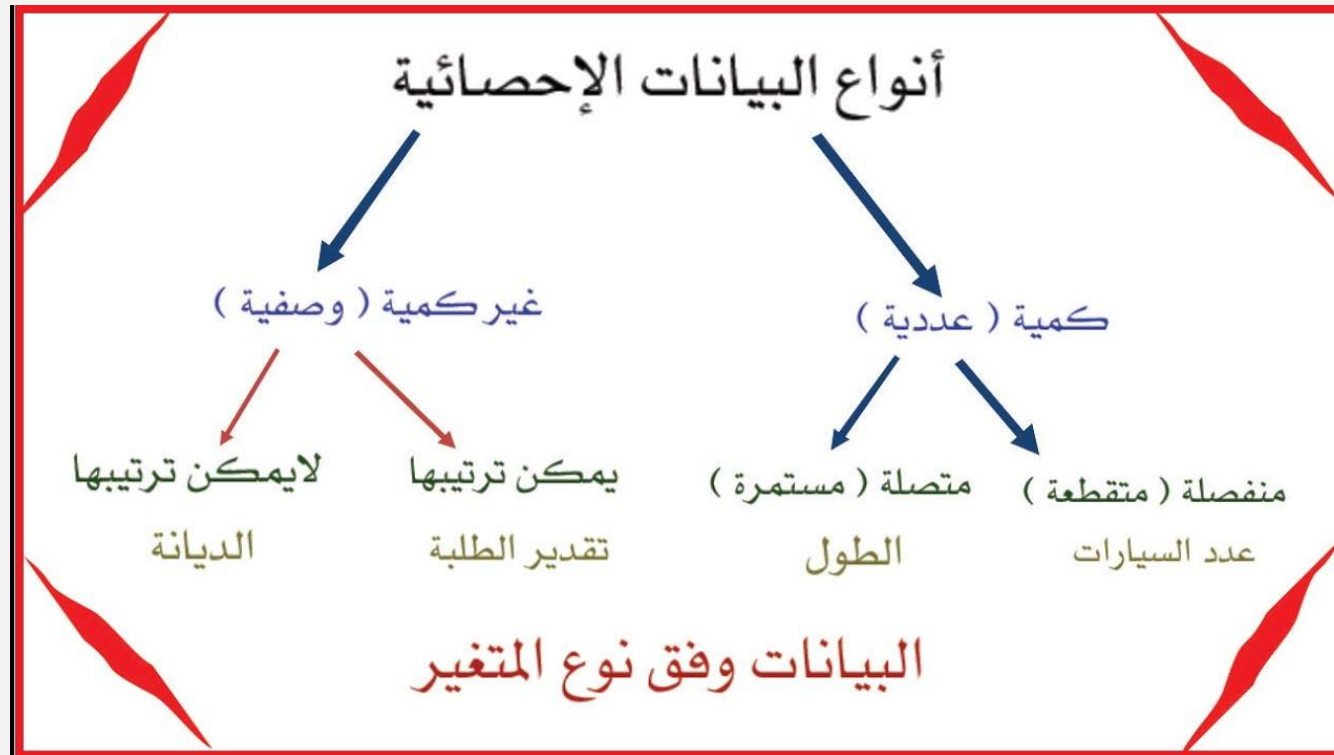 أنواع البيانات الإحصائية
كمية ( عددية )
غير كمية ( وصفية )
منفصلة ( متقطعة )
متصلة ( مستمرة )
يمكن ترتيبها
لايمكن ترتيبها
عدد السيارات
الطول
تقدير الطلبة
الديانة
البيانات وفق نوع المتغير